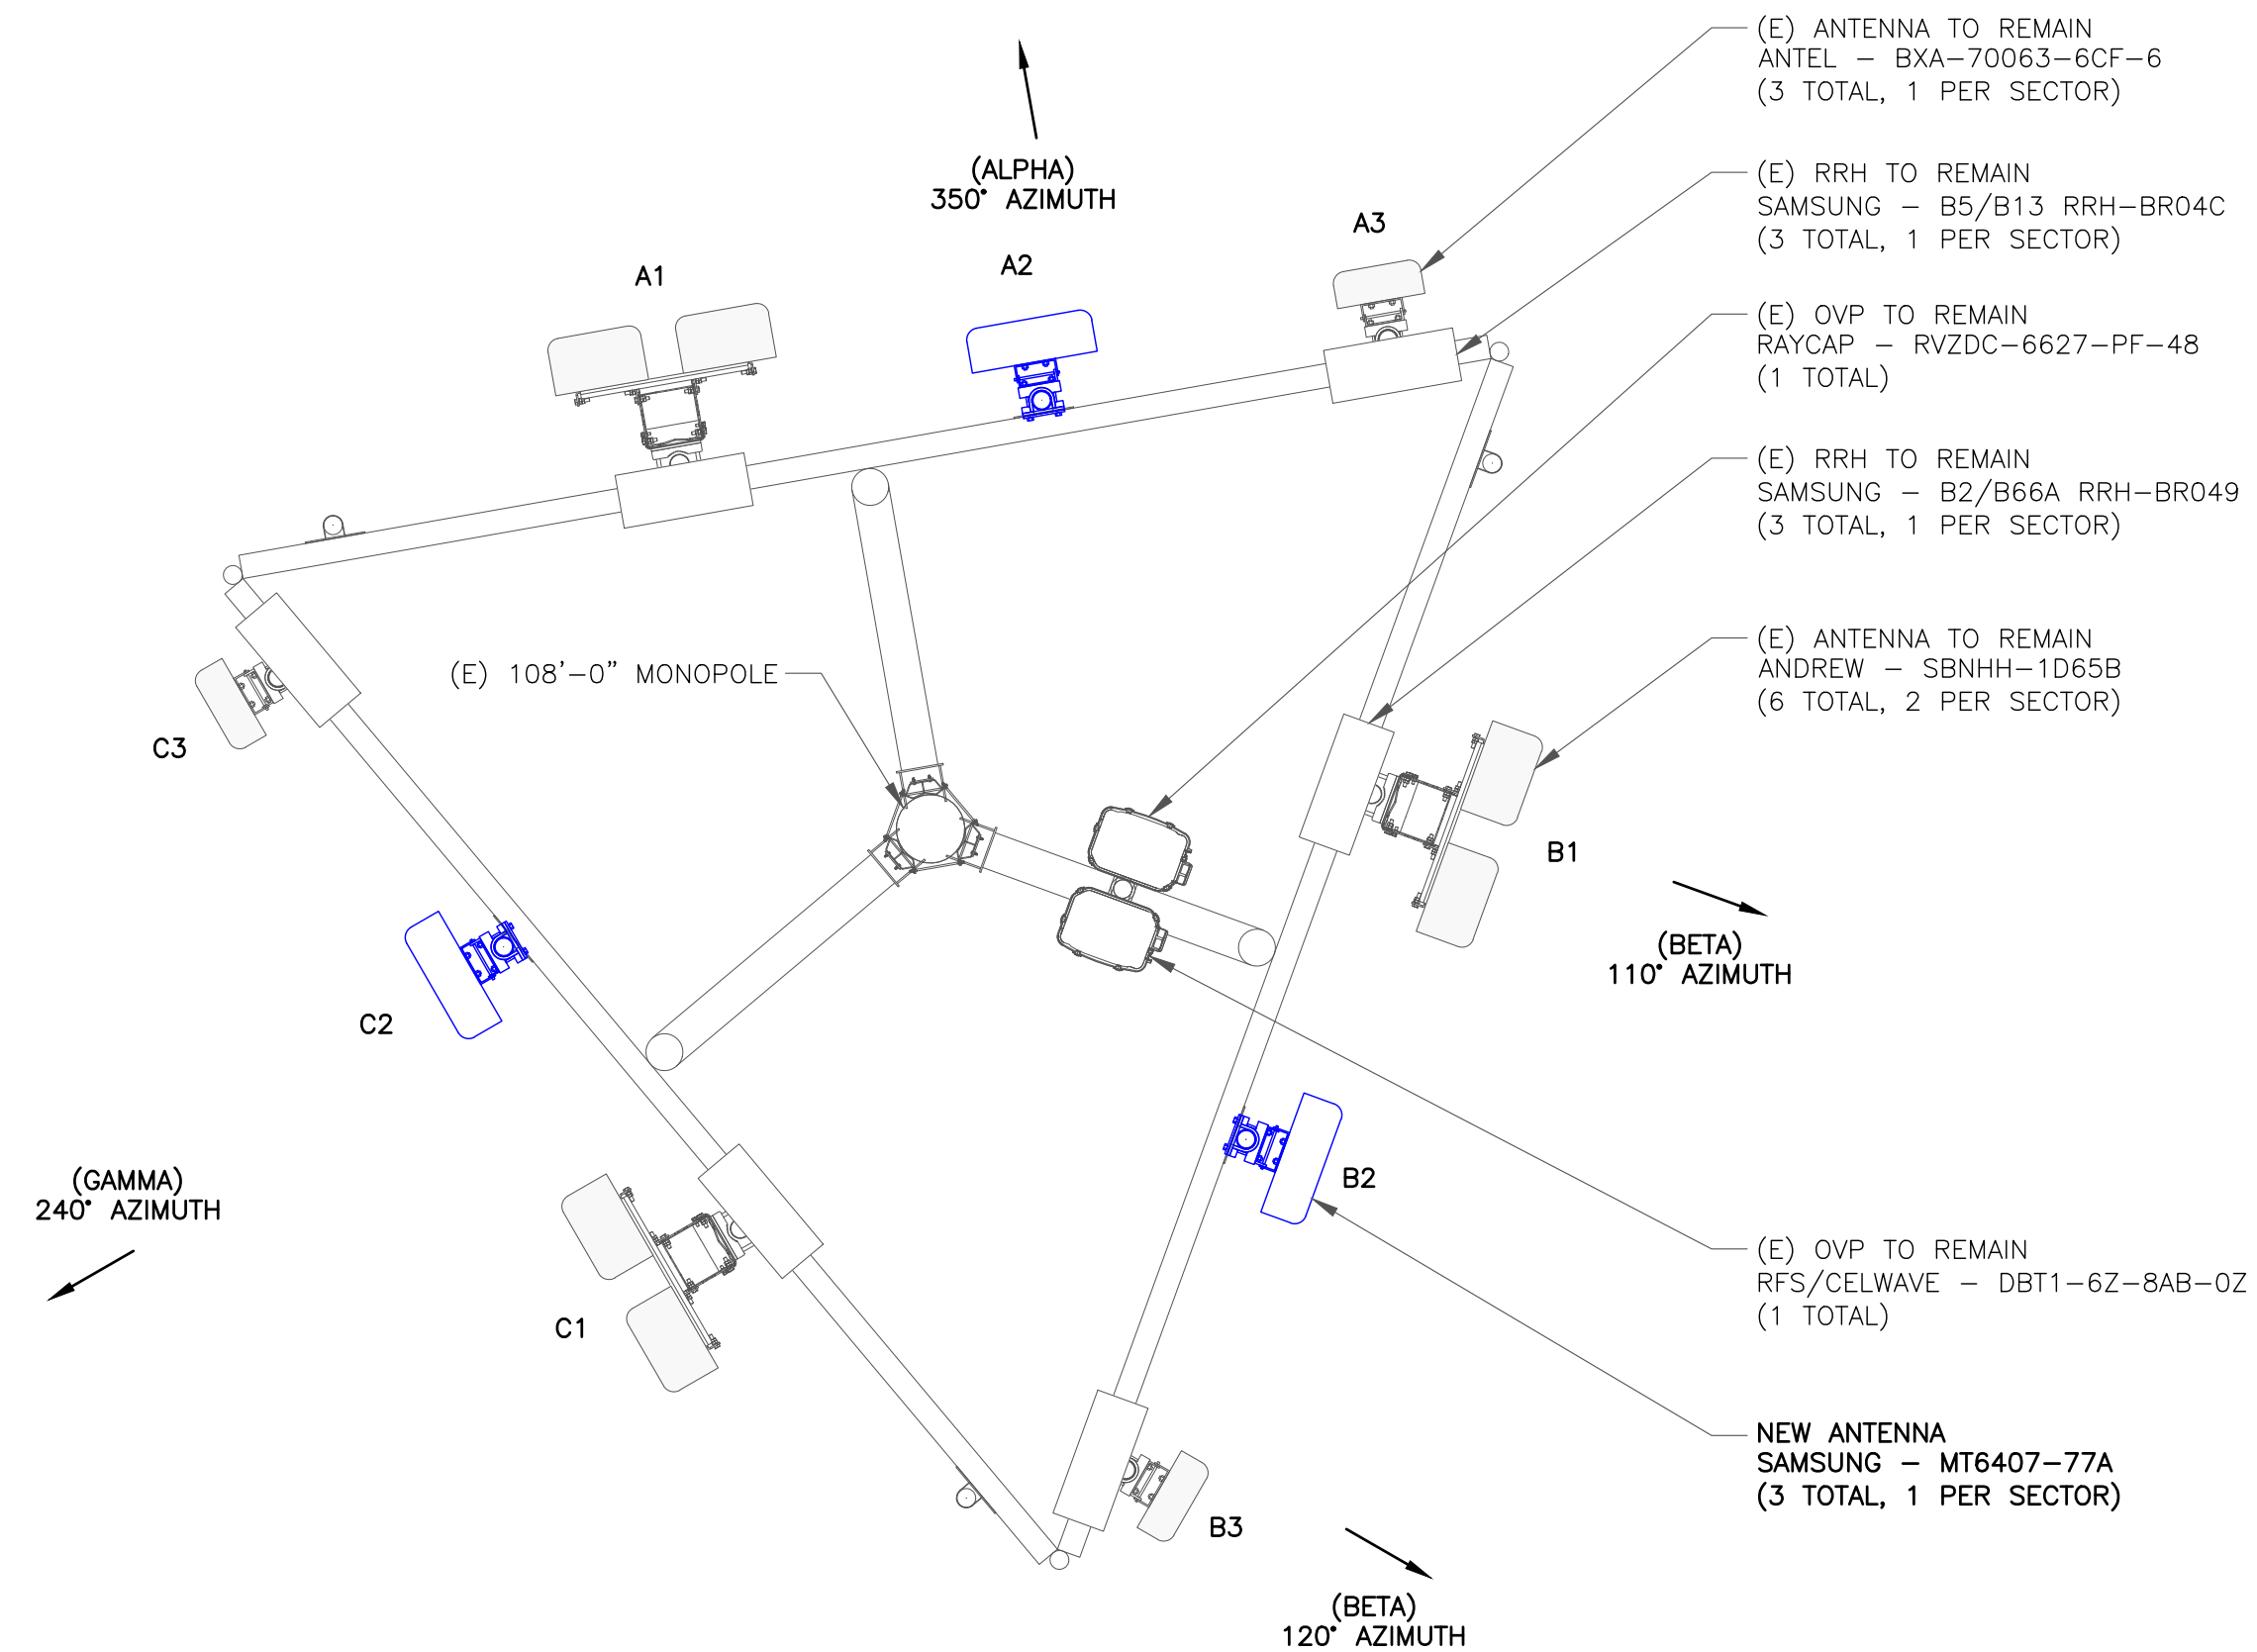 (E) ANTENNA TO REMAIN
ANTEL - BXA-70063-6CF-6
(3 TOTAL, 1 PER SECTOR)
(ALPHA)
350° AZIMUTH
(E) RRH TO REMAIN
SAMSUNG - B5/B13 RRH-BR04C
(3 TOTAL, 1 PER SECTOR)
A1
A2
A3
(E) OVP TO REMAIN
RAYCAP - RVZDC-6627-PF-48
(1 TOTAL)
(E) RRH TO REMAIN
SAMSUNG - B2/B66A RRH-BR049
(3 TOTAL, 1 PER SECTOR)
(E) 108'-0" MONOPOLE
(E) ANTENNA TO REMAIN
ANDREW - SBNHH-1D65B
(6 TOTAL, 2 PER SECTOR)
C3
B1
(BETA)
110° AZIMUTH
C2
B2
(GAMMA)
240° AZIMUTH
(E) OVP TO REMAIN
RFS/CELWAVE - DBT1-6Z-8AB-0Z
(1 TOTAL)
C1
NEW ANTENNA
SAMSUNG - MT6407-77A
(3 TOTAL, 1 PER SECTOR)
B3
(BETA)
120° AZIMUTH